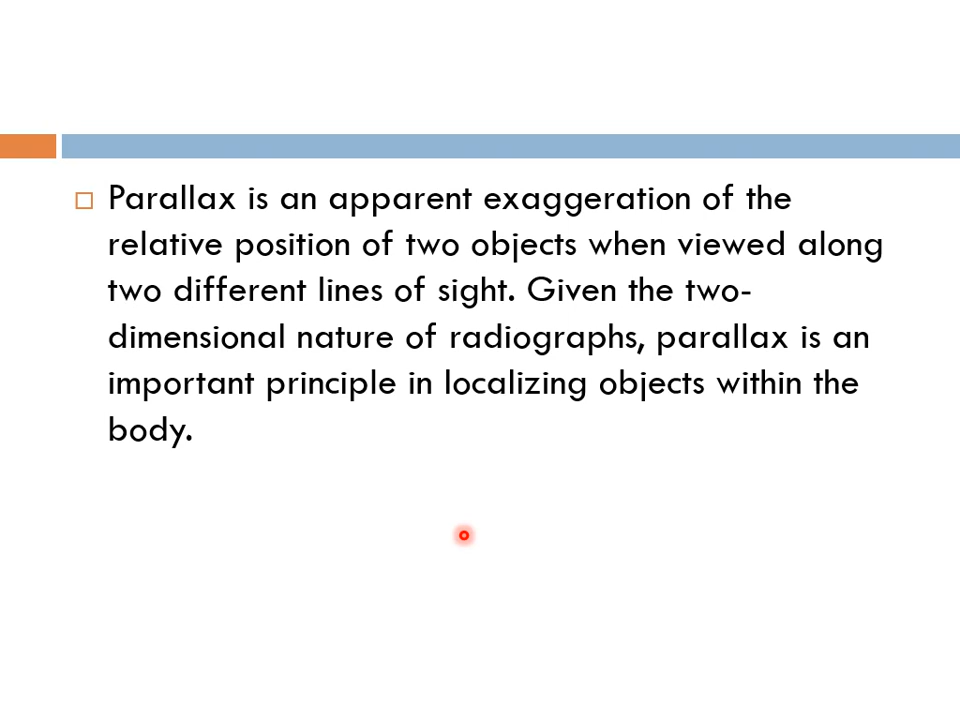 Parallax is an apparent exaggeration of the
relative position of two objects when viewed along
two different lines of sight. Given the two-
dimensional nature of radiographs, parallax is an
important principle in localizing objects within the
body.